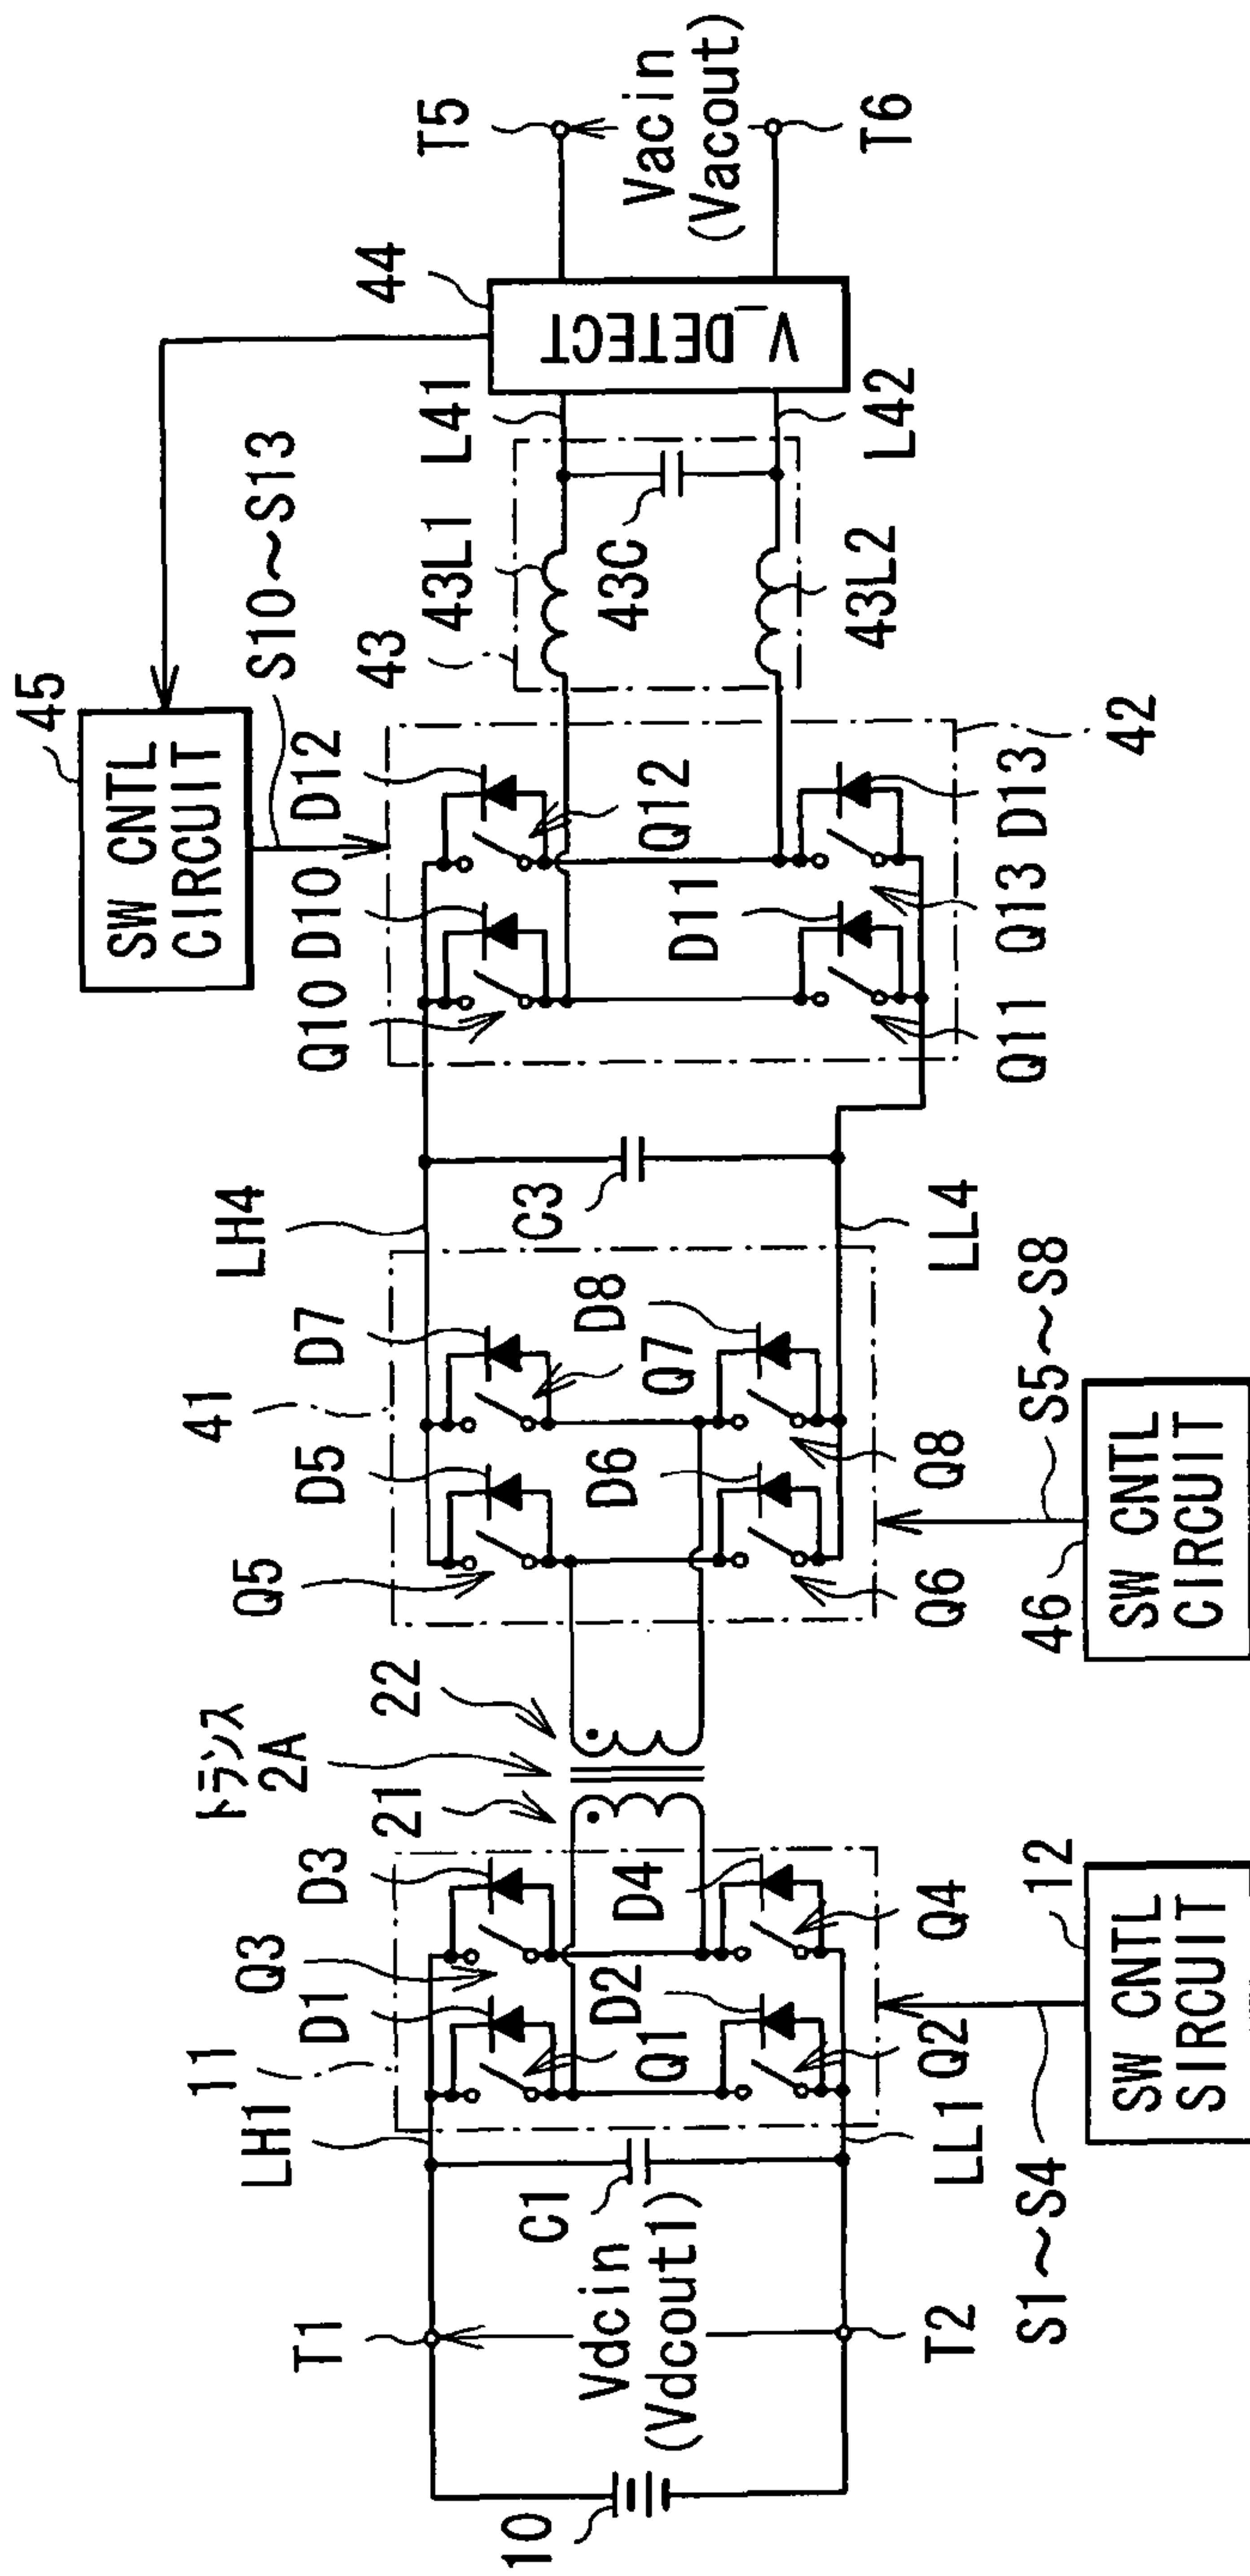 45
SW CNTL
CIRCUIT
S10〜S13
44
V_DETECT
T5
Vacin
(Vacout)
T6
L41
L42
43
43L1
43C
43L2
42
D12
Q12
D10
Q10
D11
D13
Q13
Q11
LH4
C3
LL4
41
D7
D8
Q7
D5
D6
Q5
Q8
Q6
S5〜S8
46
SW CNTL
CIRCUIT
トランス
2A
22
21
11
D3
Q3
D4
Q4
D1
D2
Q1
Q2
12
SW CNTL
SIRCUIT
S1〜S4
LH1
C1
LL1
T1
Vdcin
(Vdcout1)
T2
10